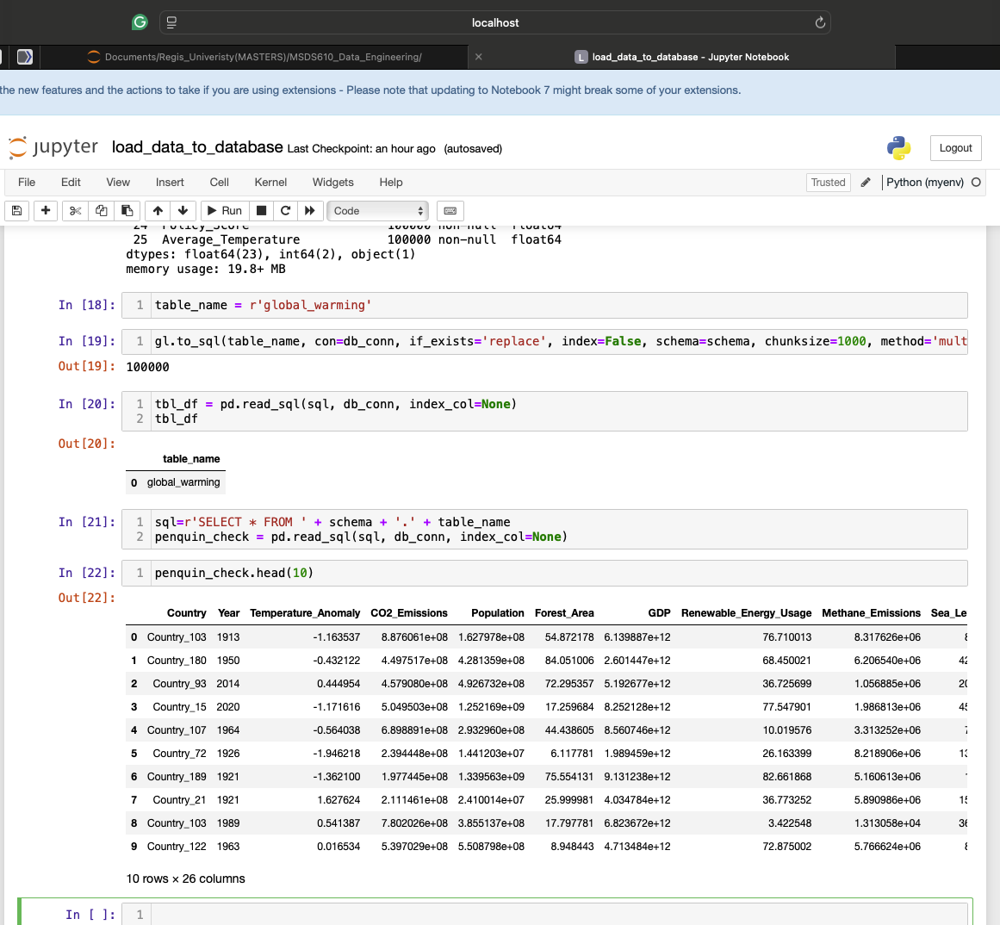 localhost
Documents/Regis_Univeristy(MASTERS)/MSDS610_Data_Engineering/
L load_data_to_database - Jupyter Notebook
the new features and the actions to take if you are using extensions - Please note that updating to Notebook 7 might break some of your extensions.
jupyter load_data_to_database Last Checkpoint: an hour ago (autosaved)
Logout
File Edit View Insert Cell Kernel Widgets Help
Trusted Python (myenv)
Run Code
24 Policy_Score 100000 non-null float64
25 Average_Temperature 100000 non-null float64
dtypes: float64(23), int64(2), object(1)
memory usage: 19.8+ MB
In [18]: 1 table_name = r'global_warming'
In [19]: 1 gl.to_sql(table_name, con=db_conn, if_exists='replace', index=False, schema=schema, chunksize=1000, method='mult
Out[19]: 100000
In [20]: 1 tbl_df = pd.read_sql(sql, db_conn, index_col=None)
2 tbl_df
Out[20]:
table_name
0 global_warming
In [21]: 1 sql=r'SELECT * FROM ' + schema + '.' + table_name
2 penquin_check = pd.read_sql(sql, db_conn, index_col=None)
In [22]: 1 penquin_check.head(10)
Out[22]:
Country Year Temperature_Anomaly CO2_Emissions Population Forest_Area GDP Renewable_Energy_Usage Methane_Emissions Sea_Le
0 Country_103 1913 -1.163537 8.876061e+08 1.627978e+08 54.872178 6.139887e+12 76.710013 8.317626e+06
1 Country_180 1950 -0.432122 4.497517e+08 4.281359e+08 84.051006 2.601447e+12 68.450021 6.206540e+06 42
2 Country_93 2014 0.444954 4.579080e+08 4.926732e+08 72.295357 5.192677e+12 36.725699 1.056885e+06 20
3 Country_15 2020 -1.171616 5.049503e+08 1.252169e+09 17.259684 8.252128e+12 77.547901 1.986813e+06 45
4 Country_107 1964 -0.564038 6.898891e+08 2.932960e+08 44.438605 8.560746e+12 10.019576 3.313252e+06
5 Country_72 1926 -1.946218 2.394448e+08 1.441203e+07 6.117781 1.989459e+12 26.163399 8.218906e+06 13
6 Country_189 1921 -1.362100 1.977445e+08 1.339563e+09 75.554131 9.131238e+12 82.661868 5.160613e+06
7 Country_21 1921 1.627624 2.111461e+08 2.410014e+07 25.999981 4.034784e+12 36.773252 5.890986e+06 15
8 Country_103 1989 0.541387 7.802026e+08 3.855137e+08 17.797781 6.823672e+12 3.422548 1.313058e+04 36
9 Country_122 1963 0.016534 5.397029e+08 5.508798e+08 8.948443 4.713484e+12 72.875002 5.766624e+06
10 rows × 26 columns
In [ ]: 1